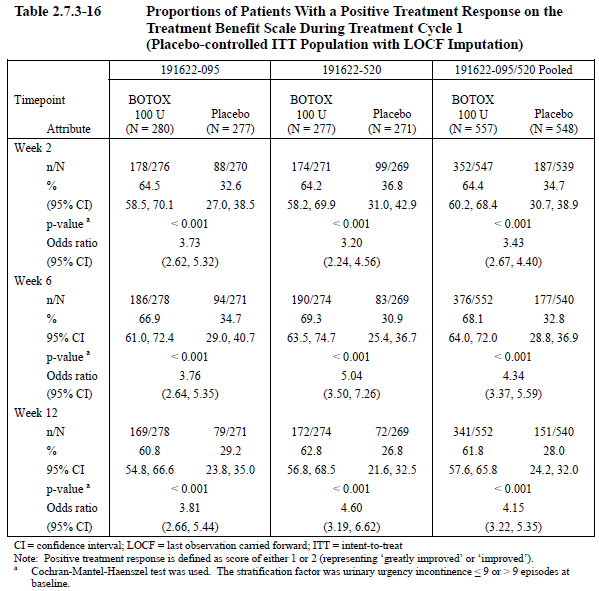 Table 2.7.3-16 Proportions of Patients With a Positive Treatment Response on the
Treatment Benefit Scale During Treatment Cycle 1
(Placebo-controlled ITT Population with LOCF Imputation)
191622-095 191622-520 191622-095/520 Pooled
Timepoint BOTOX BOTOX BOTOX
100 U Placebo 100 U Placebo 100 U Placebo
Attribute (N = 280) (N = 277) (N = 277) (N = 271) (N = 557) (N = 548)
Week 2
n/N 178/276 88/270 174/271 99/269 352/547 187/539
% 64.5 32.6 64.2 36.8 64.4 34.7
(95% CI) 58.5, 70.1 27.0, 38.5 58.2, 69.9 31.0, 42.9 60.2, 68.4 30.7, 38.9
p-value a < 0.001 < 0.001 < 0.001
Odds ratio 3.73 3.20 3.43
(95% CI) (2.62, 5.32) (2.24, 4.56) (2.67, 4.40)
Week 6
n/N 186/278 94/271 190/274 83/269 376/552 177/540
% 66.9 34.7 69.3 30.9 68.1 32.8
95% CI 61.0, 72.4 29.0, 40.7 63.5, 74.7 25.4, 36.7 64.0, 72.0 28.8, 36.9
p-value a < 0.001 < 0.001 < 0.001
Odds ratio 3.76 5.04 4.34
(95% CI) (2.64, 5.35) (3.50, 7.26) (3.37, 5.59)
Week 12
n/N 169/278 79/271 172/274 72/269 341/552 151/540
% 60.8 29.2 62.8 26.8 61.8 28.0
95% CI 54.8, 66.6 23.8, 35.0 56.8, 68.5 21.6, 32.5 57.6, 65.8 24.2, 32.0
p-value a < 0.001 < 0.001 < 0.001
Odds ratio 3.81 4.60 4.15
(95% CI) (2.66, 5.44) (3.19, 6.62) (3.22, 5.35)
CI = confidence interval; LOCF = last observation carried forward; ITT = intent-to-treat
Note: Positive treatment response is defined as score of either 1 or 2 (representing ‘greatly improved’ or ‘improved’).
a Cochran-Mantel-Haenszel test was used. The stratification factor was urinary urgency incontinence ≤ 9 or > 9 episodes at
baseline.